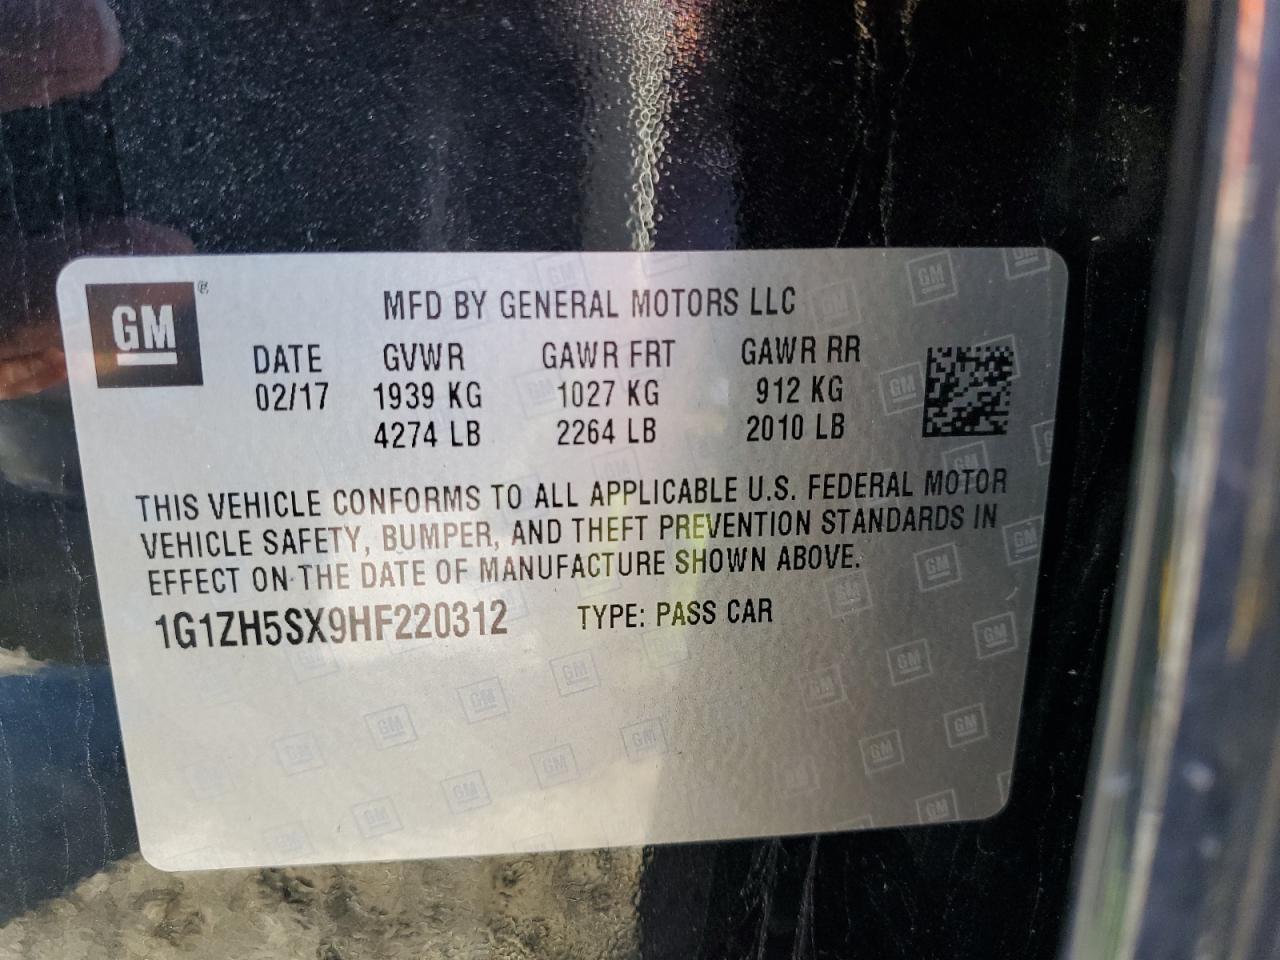 GM
MFD BY GENERAL MOTORS LLC
DATE GVWR GAWR FRT GAWR RR
02/17 1939 KG 1027 KG 912 KG
4274 LB 2264 LB 2010 LB
THIS VEHICLE CONFORMS TO ALL APPLICABLE U.S. FEDERAL MOTOR
VEHICLE SAFETY, BUMPER, AND THEFT PREVENTION STANDARDS IN
EFFECT ON THE DATE OF MANUFACTURE SHOWN ABOVE.
1G1ZH5SX9HF220312 TYPE: PASS CAR